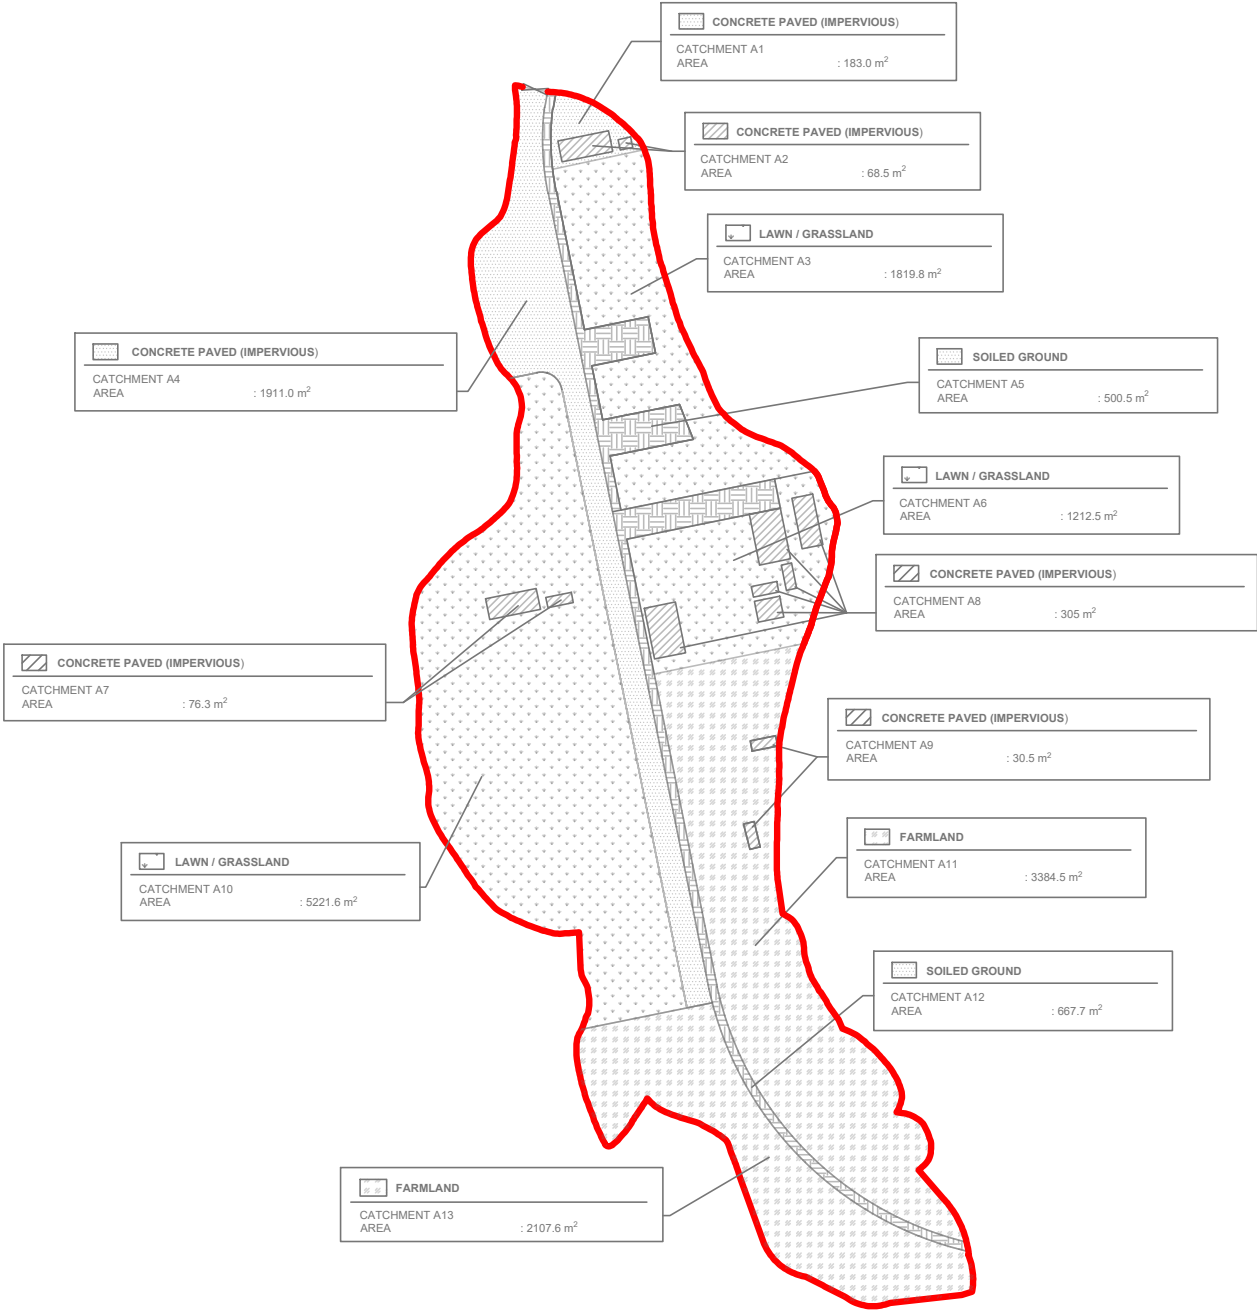 CONCRETE PAVED (IMPERVIOUS)
CATCHMENT A1
AREA : 183.0 m²
CONCRETE PAVED (IMPERVIOUS)
CATCHMENT A2
AREA : 68.5 m²
LAWN / GRASSLAND
CATCHMENT A3
AREA : 1819.8 m²
CONCRETE PAVED (IMPERVIOUS)
CATCHMENT A4
AREA : 1911.0 m²
SOILED GROUND
CATCHMENT A5
AREA : 500.5 m²
LAWN / GRASSLAND
CATCHMENT A6
AREA : 1212.5 m²
CONCRETE PAVED (IMPERVIOUS)
CATCHMENT A8
AREA : 305 m²
CONCRETE PAVED (IMPERVIOUS)
CATCHMENT A7
AREA : 76.3 m²
CONCRETE PAVED (IMPERVIOUS)
CATCHMENT A9
AREA : 30.5 m²
FARMLAND
CATCHMENT A11
AREA : 3384.5 m²
LAWN / GRASSLAND
CATCHMENT A10
AREA : 5221.6 m²
SOILED GROUND
CATCHMENT A12
AREA : 667.7 m²
FARMLAND
CATCHMENT A13
AREA : 2107.6 m²